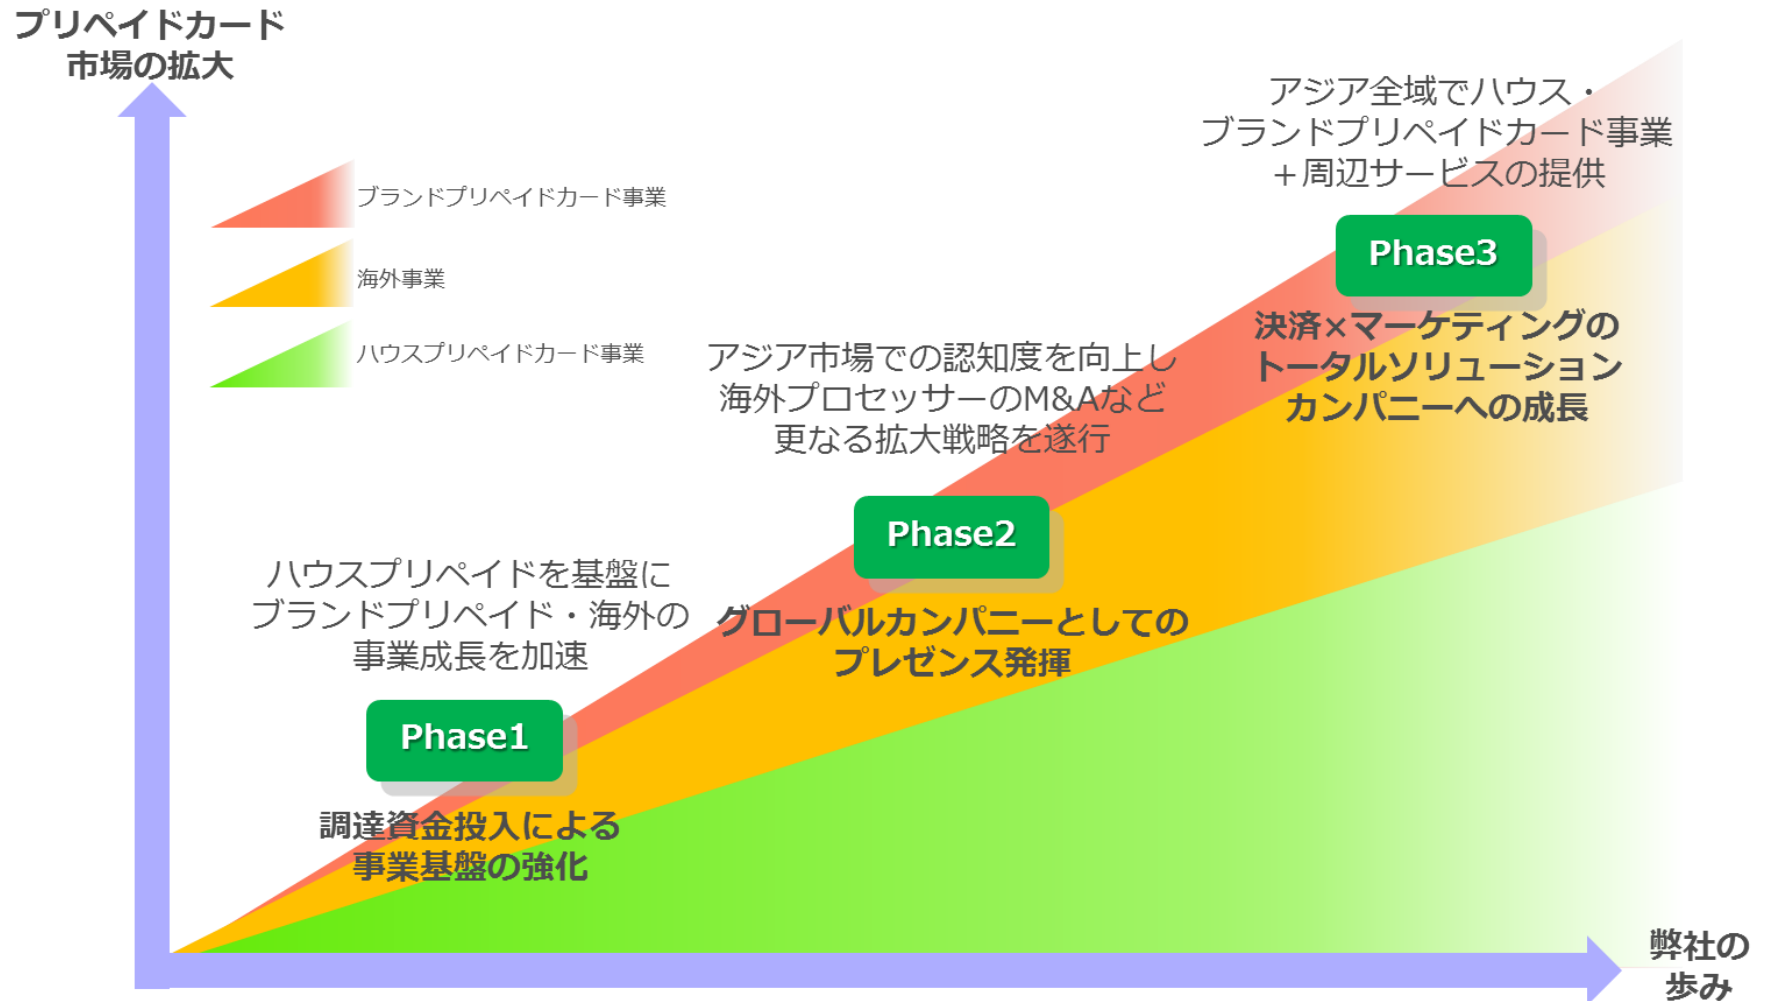 プリペイドカード
市場の拡大
ブランドプリペイドカード事業
海外事業
ハウスプリペイドカード事業
アジア全域でハウス・
ブランドプリペイドカード事業
＋周辺サービスの提供
Phase3
決済×マーケティングの
トータルソリューション
カンパニーへの成長
アジア市場での認知度を向上し
海外プロセッサーのM&Aなど
更なる拡大戦略を遂行
Phase2
グローバルカンパニーとしての
プレゼンス発揮
ハウスプリペイドを基盤に
ブランドプリペイド・海外の
事業成長を加速
Phase1
調達資金投入による
事業基盤の強化
弊社の
歩み